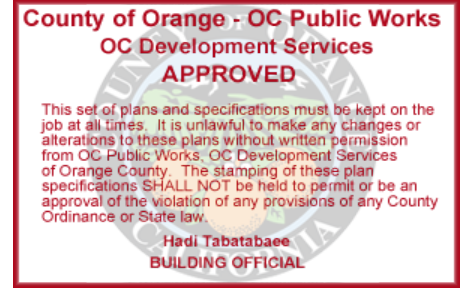 County of Orange - OC Public Works
OC Development Services
APPROVED
This set of plans and specifications must be kept on the
job at all times. It is unlawful to make any changes or
alterations to these plans without written permission
from OC Public Works, OC Development Services
of Orange County. The stamping of these plan
specifications SHALL NOT be held to permit or be an
approval of the violation of any provisions of any County
Ordinance or State law.
Hadi Tabatabaee
BUILDING OFFICIAL
COUNTY OF ORANGE
CALIFORNIA